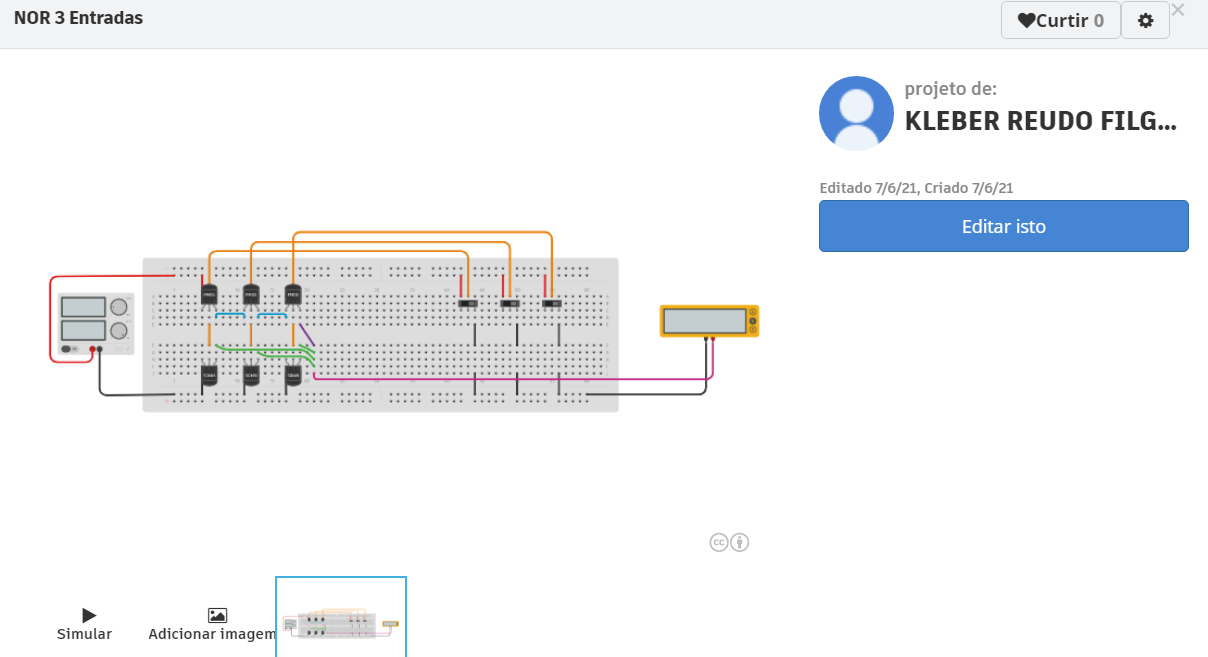 NOR 3 Entradas
Curtir 0
projeto de:
KLEBER REUDO FILG...
Editado 7/6/21, Criado 7/6/21
Editar isto
cc
Simular
Adicionar imagem